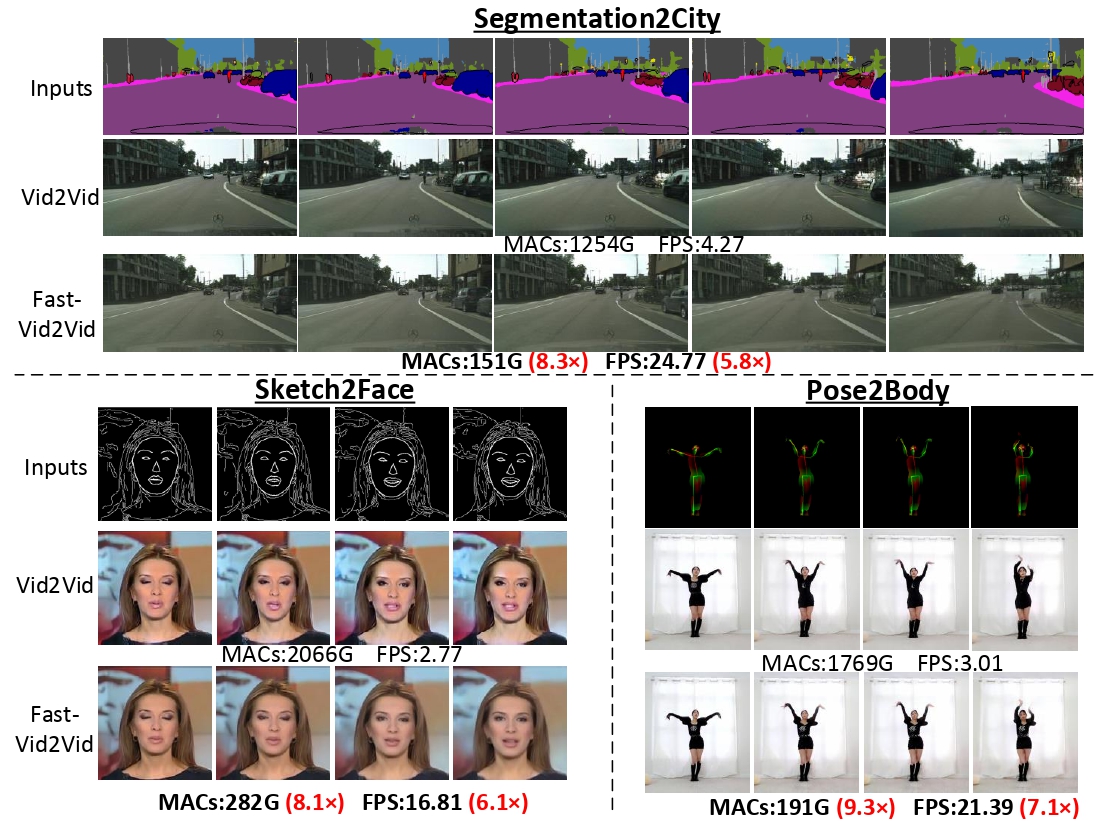 Segmentation2City
Inputs
Vid2Vid
MACs:1254G FPS:4.27
Fast-
Vid2Vid
MACs:151G (8.3×) FPS:24.77 (5.8×)
Sketch2Face
Inputs
Vid2Vid
MACs:2066G FPS:2.77
Fast-
Vid2Vid
MACs:282G (8.1×) FPS:16.81 (6.1×)
Pose2Body
MACs:1769G FPS:3.01
MACs:191G (9.3×) FPS:21.39 (7.1×)